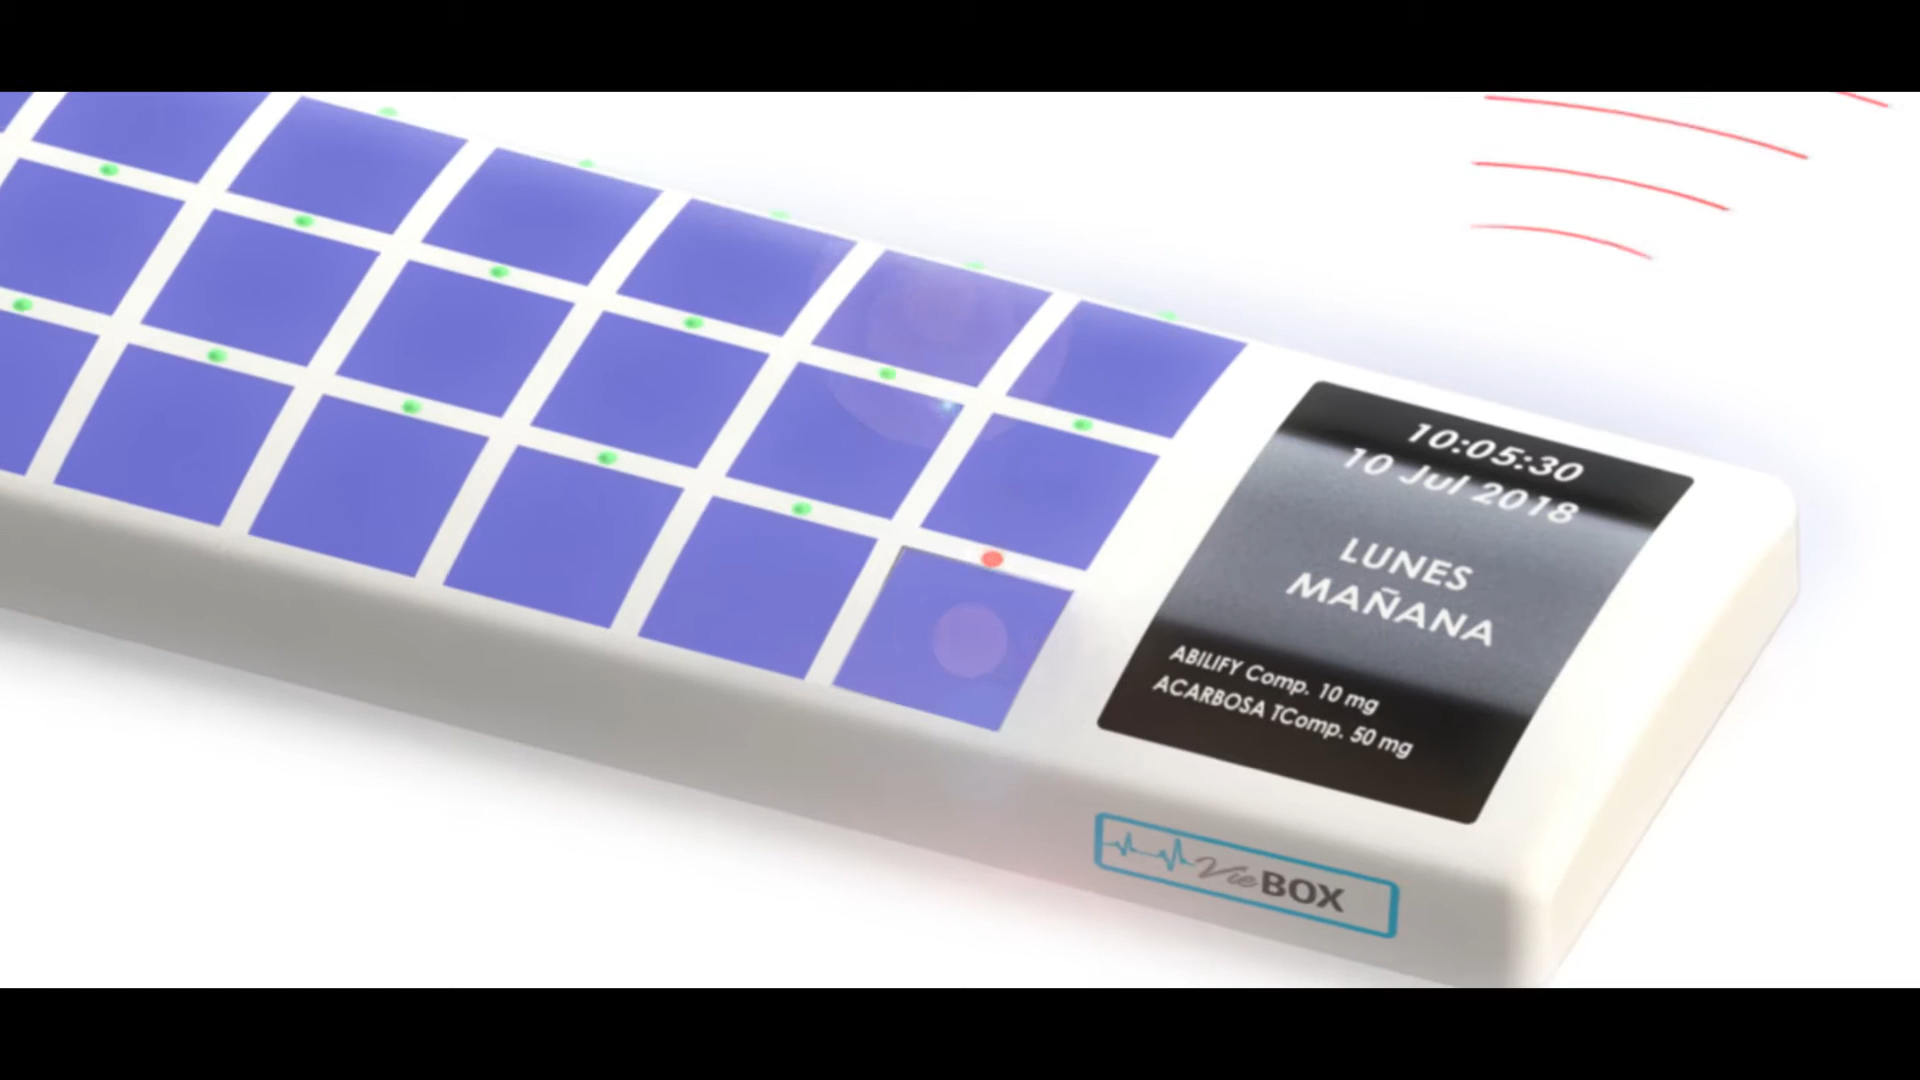 10:05:30
10 Jul 2018
LUNES
MAÑANA
ABILIFY Comp. 10 mg
ACARBOSA TComp. 50 mg
VieBOX